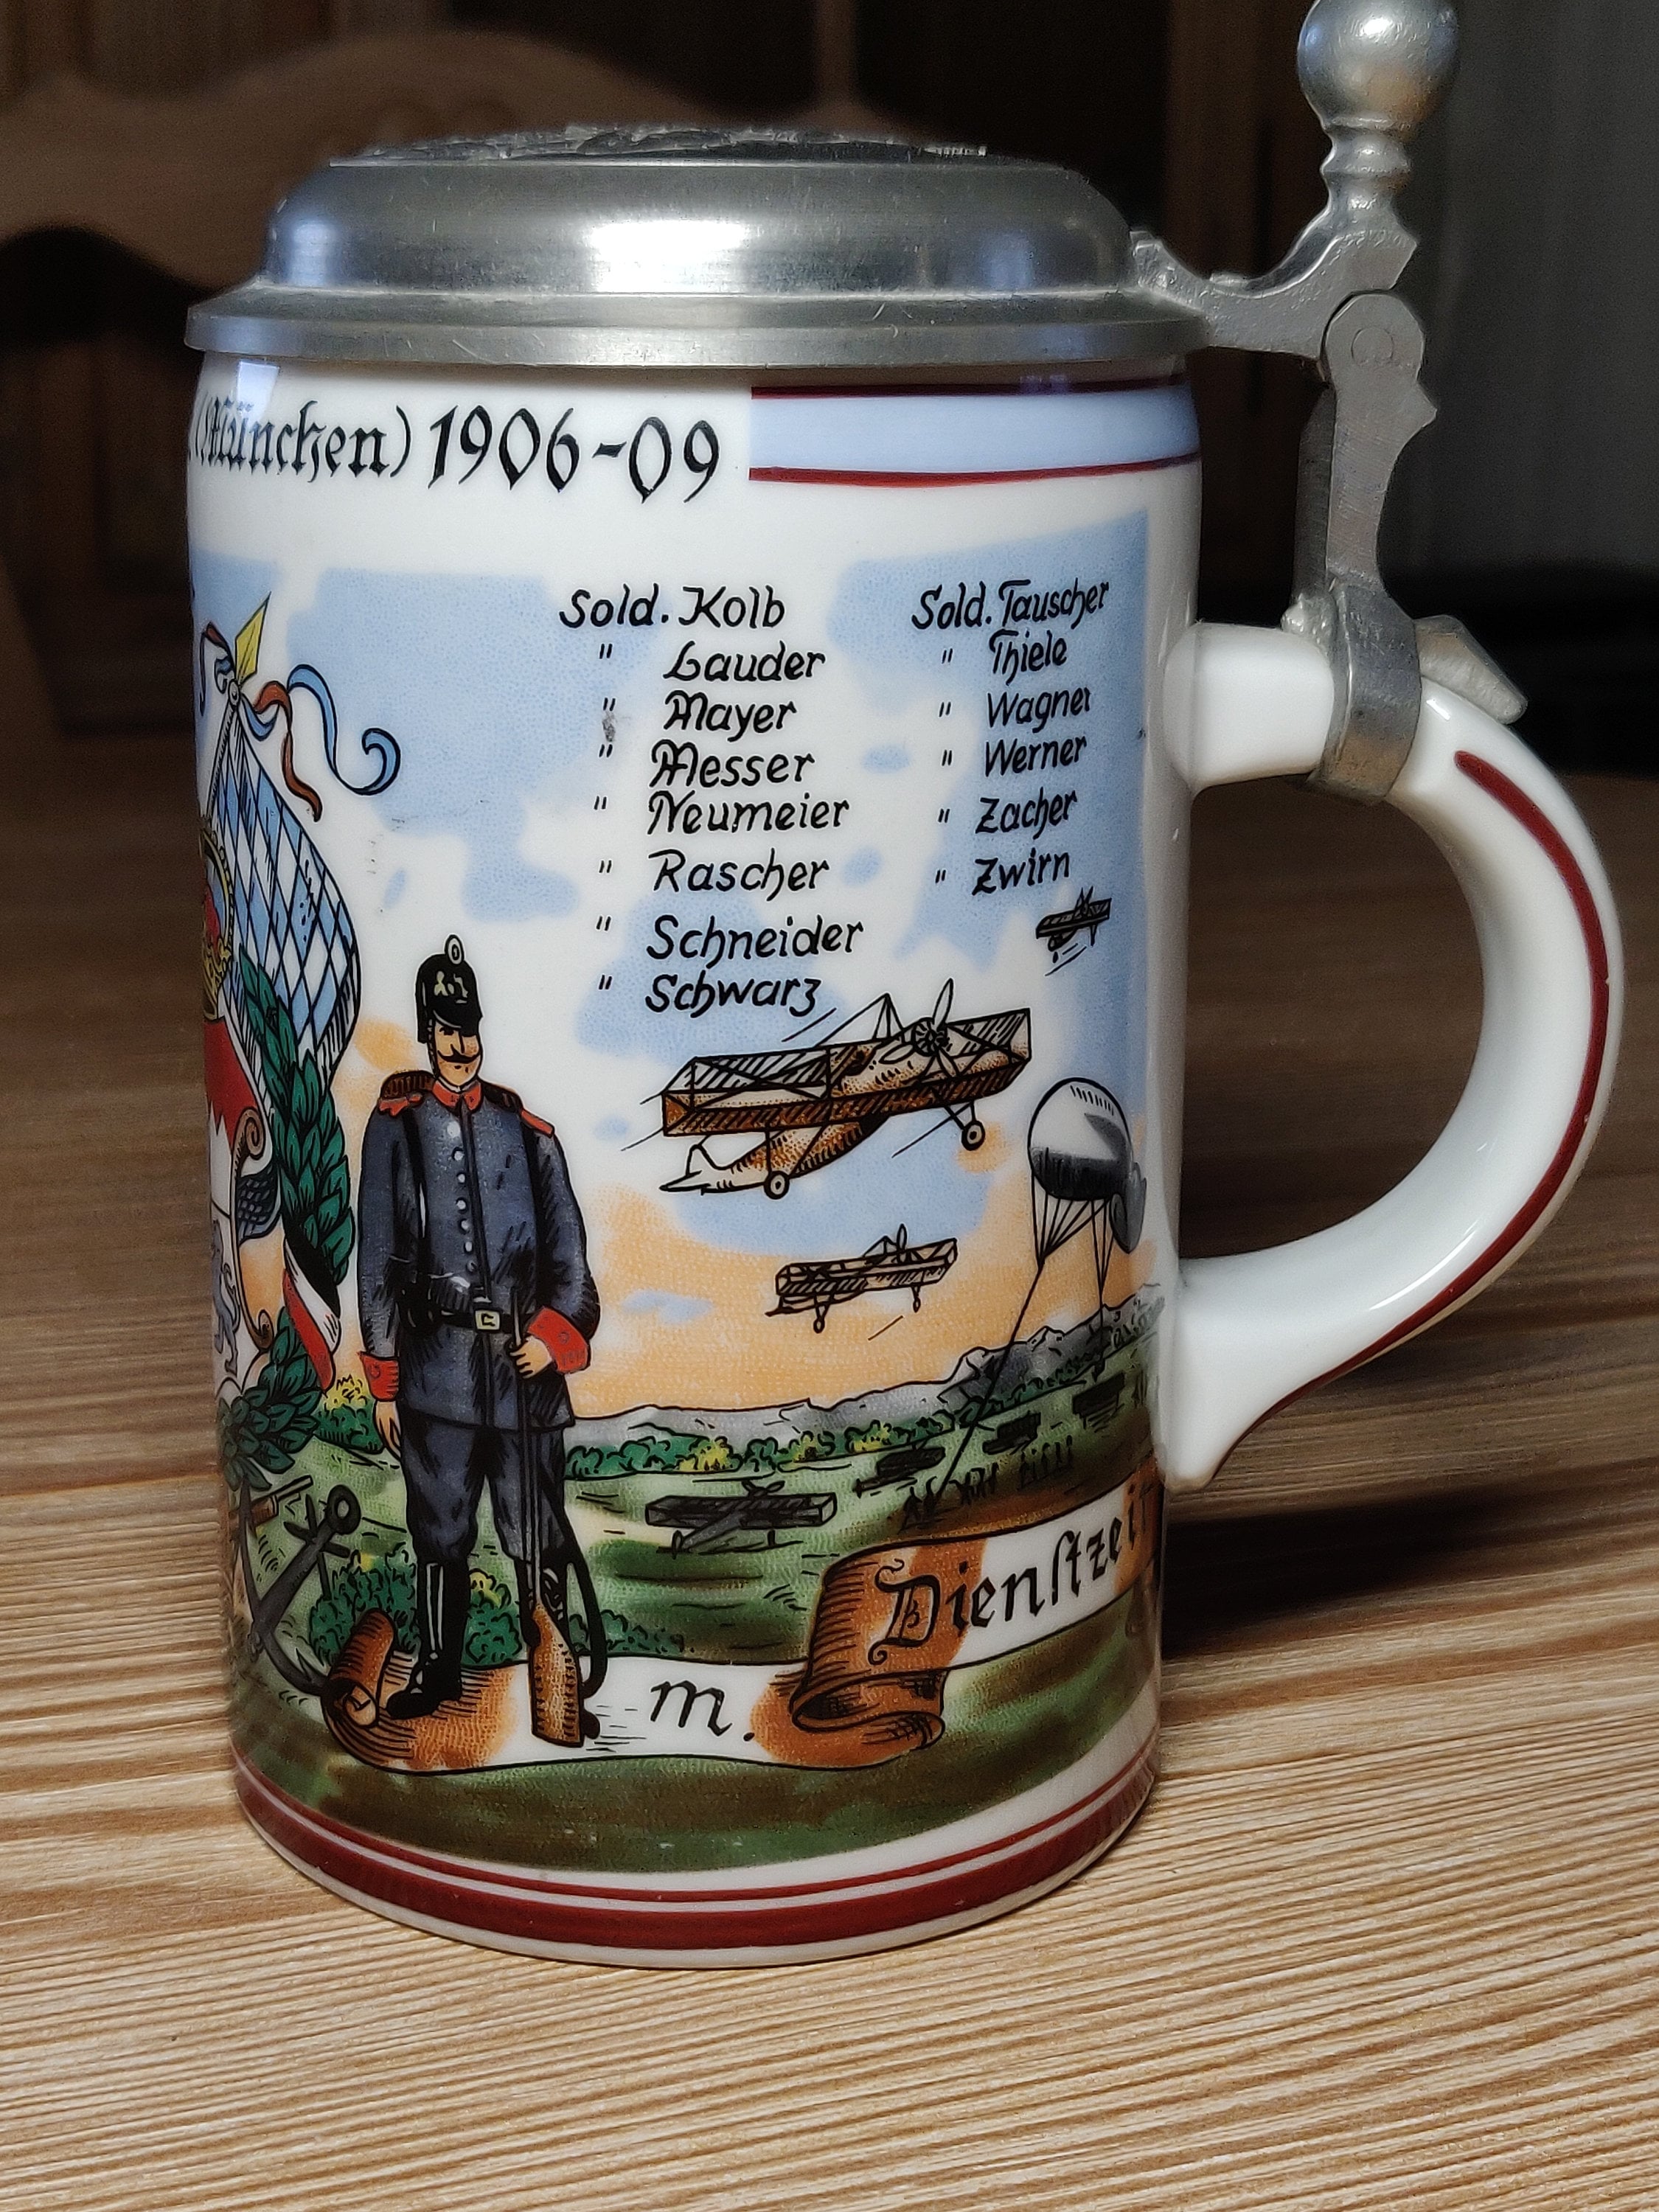 (München) 1906-09
Sold. Kolb
" Lauder
" Mayer
" Messer
" Neumeier
" Rascher
" Schneider
" Schwarz
Sold. Tauscher
" Thiele
" Wagner
" Werner
" Zacher
" Zwirn
m.
Dienſtzeit